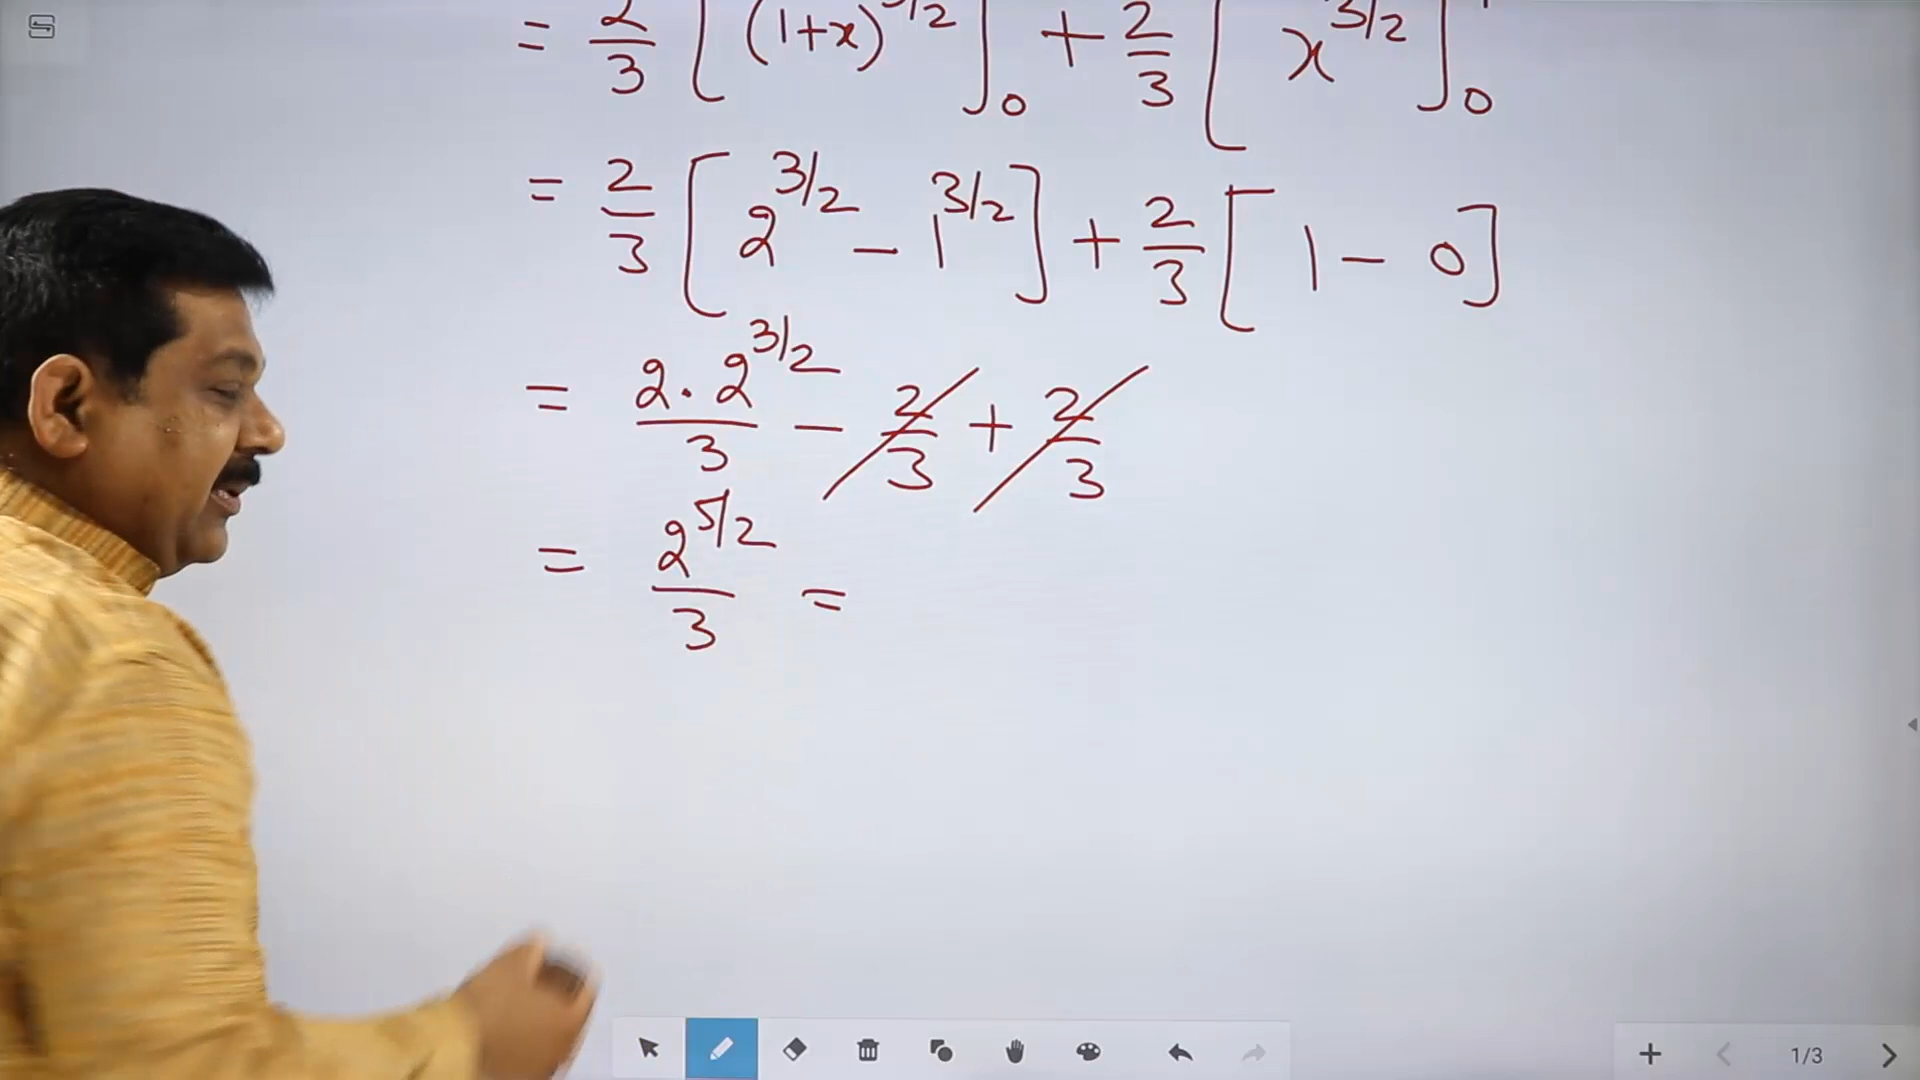 = 2/3 [(1+x)^3/2]_0 + 2/3 [x^3/2]_0
= 2/3 [2^3/2 - 1^3/2] + 2/3 [1 - 0]
= 2·2^3/2 / 3 - 2/3 + 2/3
= 2^5/2 / 3 =
1/3